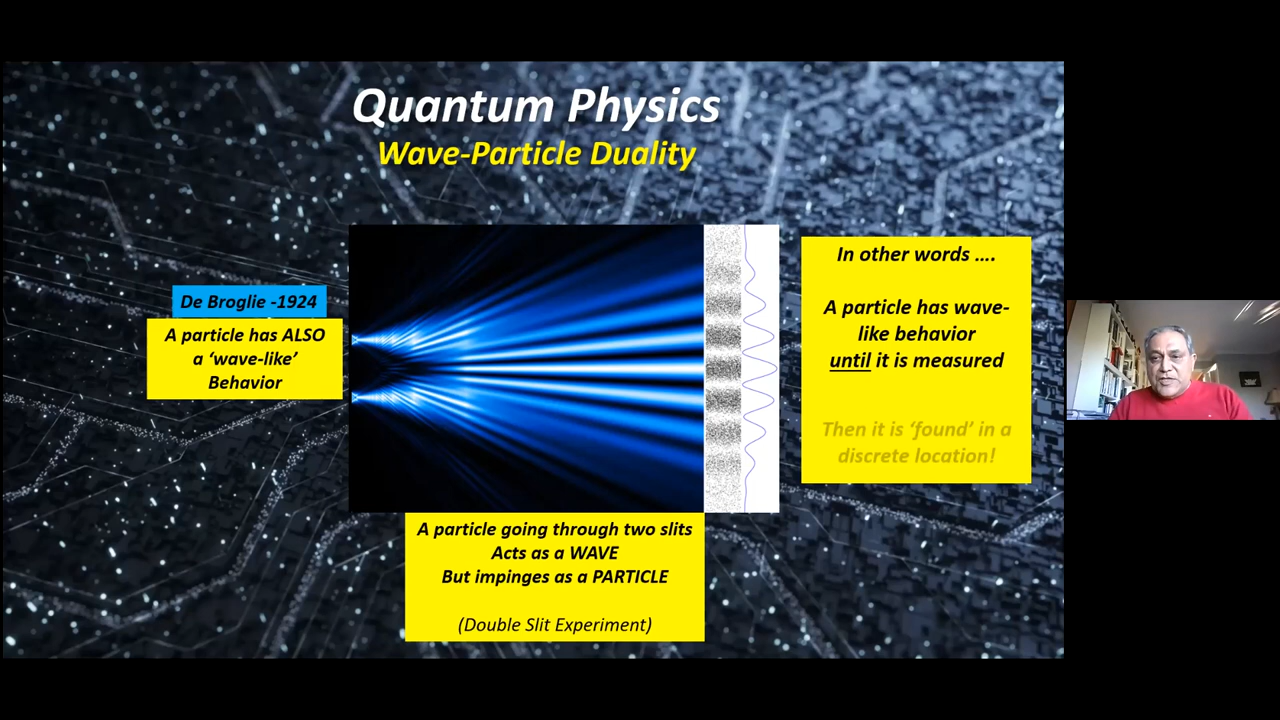 Quantum Physics
Wave-Particle Duality
De Broglie -1924
A particle has ALSO
a ‘wave-like’
Behavior
In other words ....
A particle has wave-
like behavior
until it is measured
Then it is ‘found’ in a
discrete location!
A particle going through two slits
Acts as a WAVE
But impinges as a PARTICLE
(Double Slit Experiment)